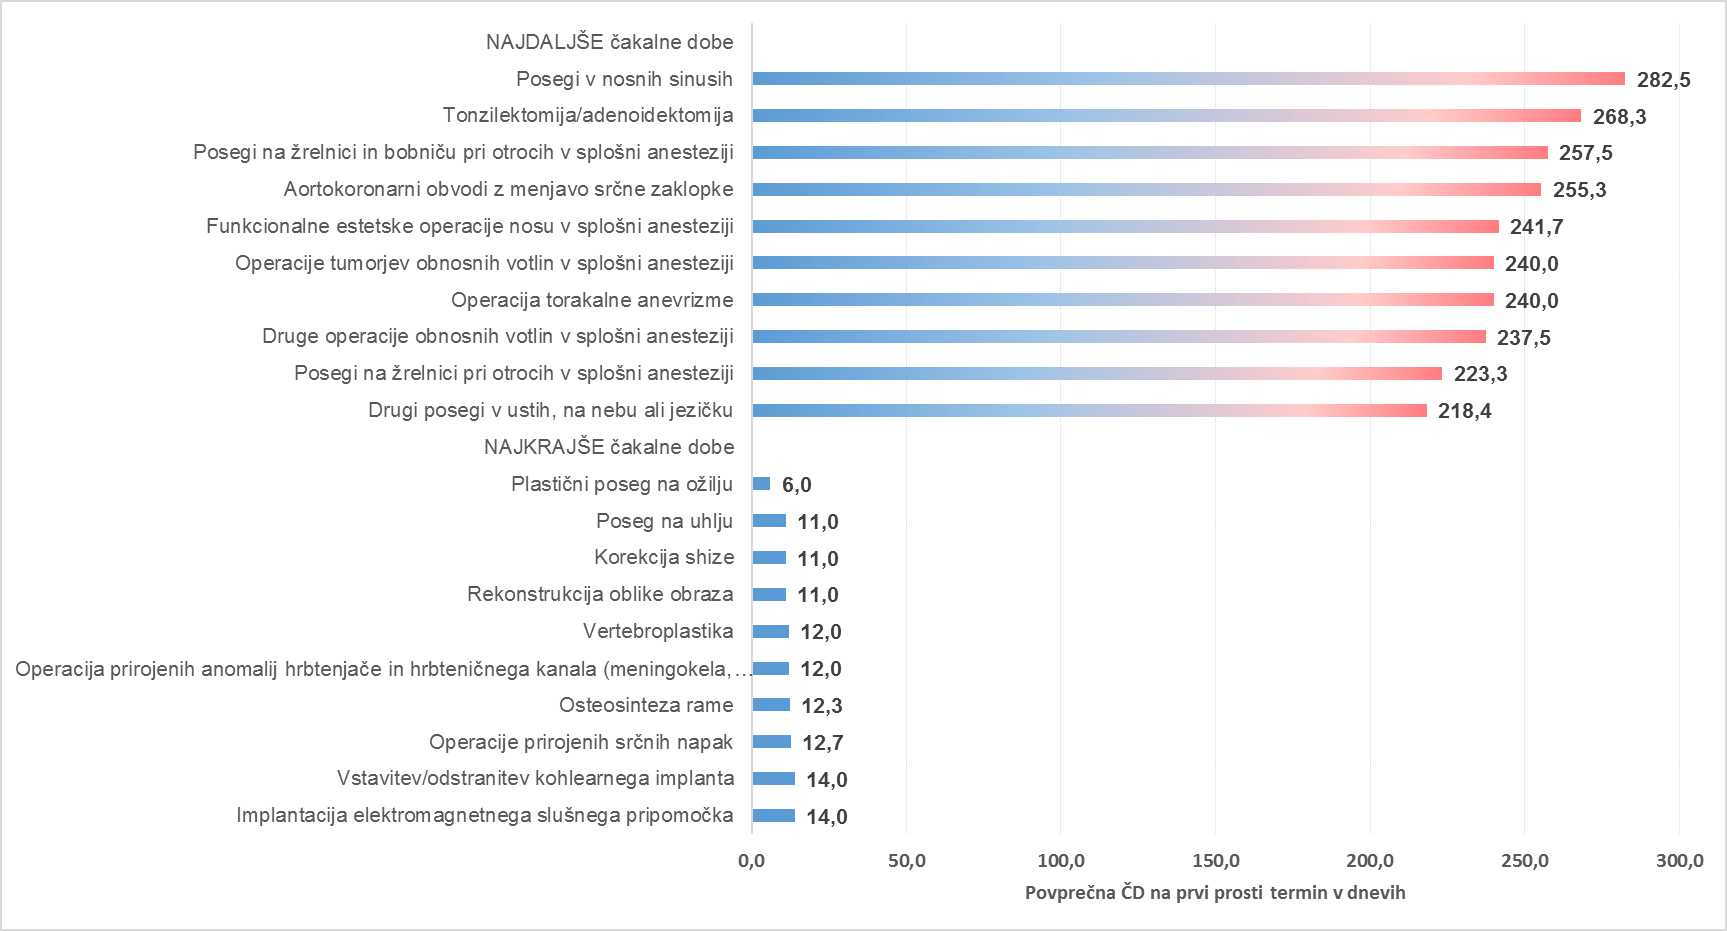 NAJDALJŠE čakalne dobe
Posegi v nosnih sinusih 282,5
Tonzilektomija/adenoidektomija 268,3
Posegi na žrelnici in bobniču pri otrocih v splošni anesteziji 257,5
Aortokoronarni obvodi z menjavo srčne zaklopke 255,3
Funkcionalne estetske operacije nosu v splošni anesteziji 241,7
Operacije tumorjev obnosnih votlin v splošni anesteziji 240,0
Operacija torakalne anevrizme 240,0
Druge operacije obnosnih votlin v splošni anesteziji 237,5
Posegi na žrelnici pri otrocih v splošni anesteziji 223,3
Drugi posegi v ustih, na nebu ali jezičku 218,4
NAJKRAJŠE čakalne dobe
Plastični poseg na ožilju 6,0
Poseg na uhlju 11,0
Korekcija shize 11,0
Rekonstrukcija oblike obraza 11,0
Vertebroplastika 12,0
Operacija prirojenih anomalij hrbtenjače in hrbteničnega kanala (meningokela,… 12,0
Osteosinteza rame 12,3
Operacije prirojenih srčnih napak 12,7
Vstavitev/odstranitev kohlearnega implanta 14,0
Implantacija elektromagnetnega slušnega pripomočka 14,0
0,0 50,0 100,0 150,0 200,0 250,0 300,0
Povprečna ČD na prvi prosti termin v dnevih